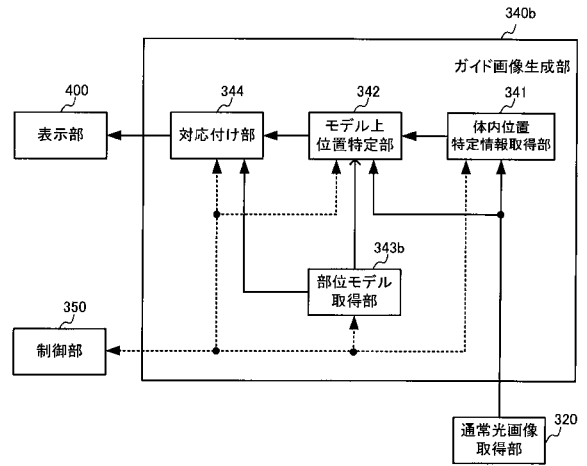 340b
ガイド画像生成部
400
表示部
344
対応付け部
342
モデル上
位置特定部
341
体内位置
特定情報取得部
343b
部位モデル
取得部
350
制御部
通常光画像
取得部
320